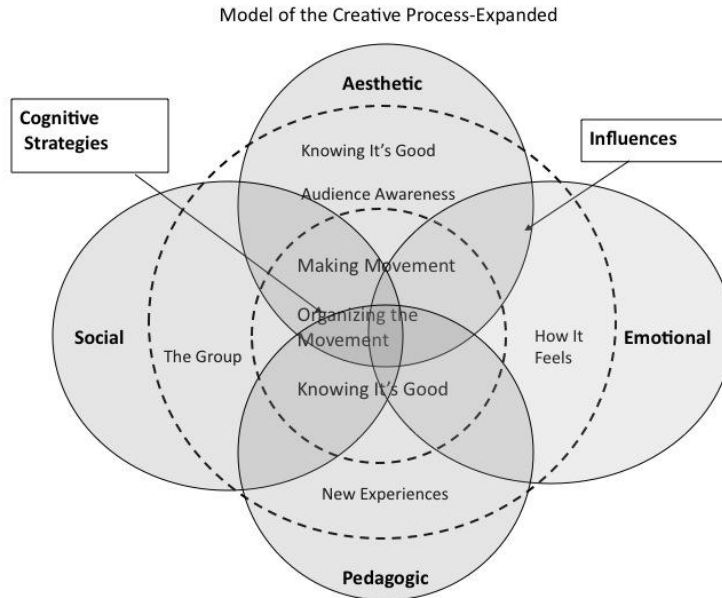 Model of the Creative Process-Expanded
Aesthetic
Cognitive
Strategies
Influences
Knowing It's Good
Audience Awareness
Making Movement
Organizing the
Movement
Social
The Group
How It
Feels
Emotional
Knowing It's Good
New Experiences
Pedagogic